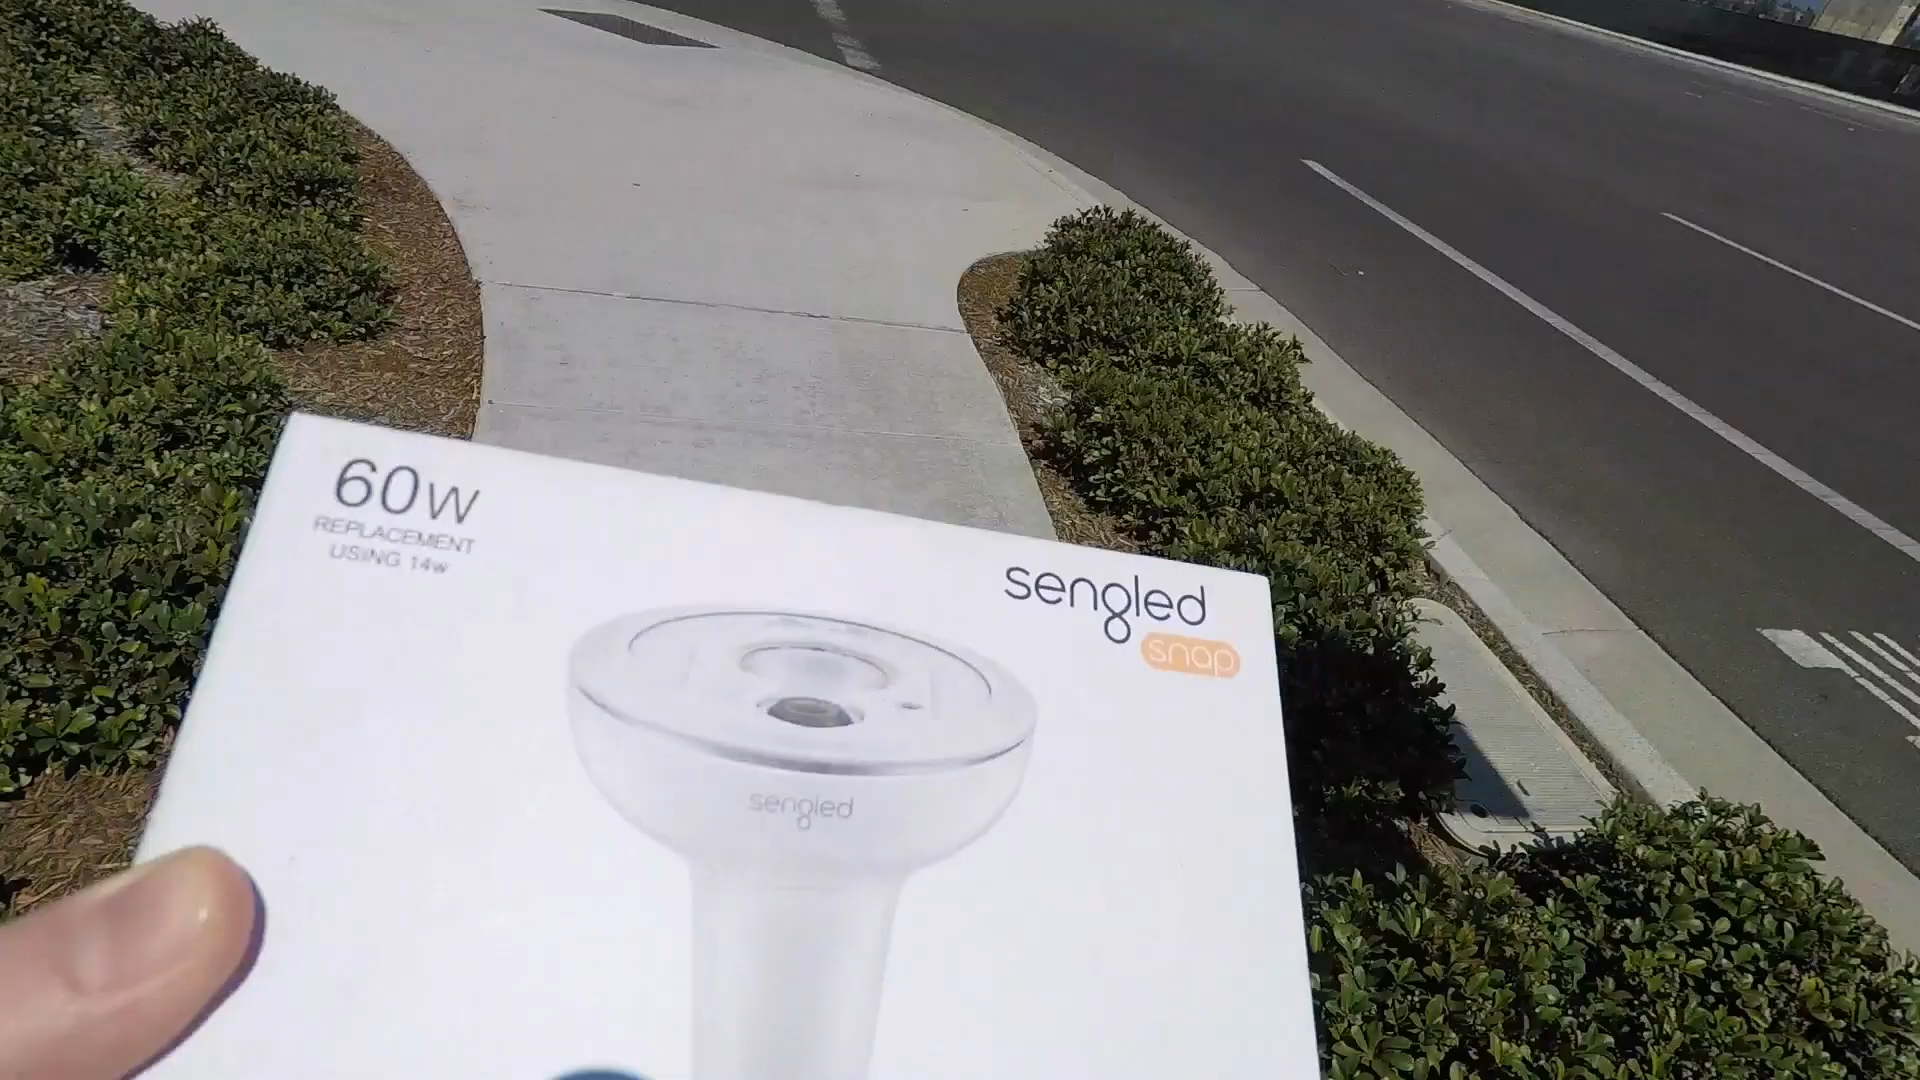 60W
REPLACEMENT
USING 14w
sengled
snap
sengled